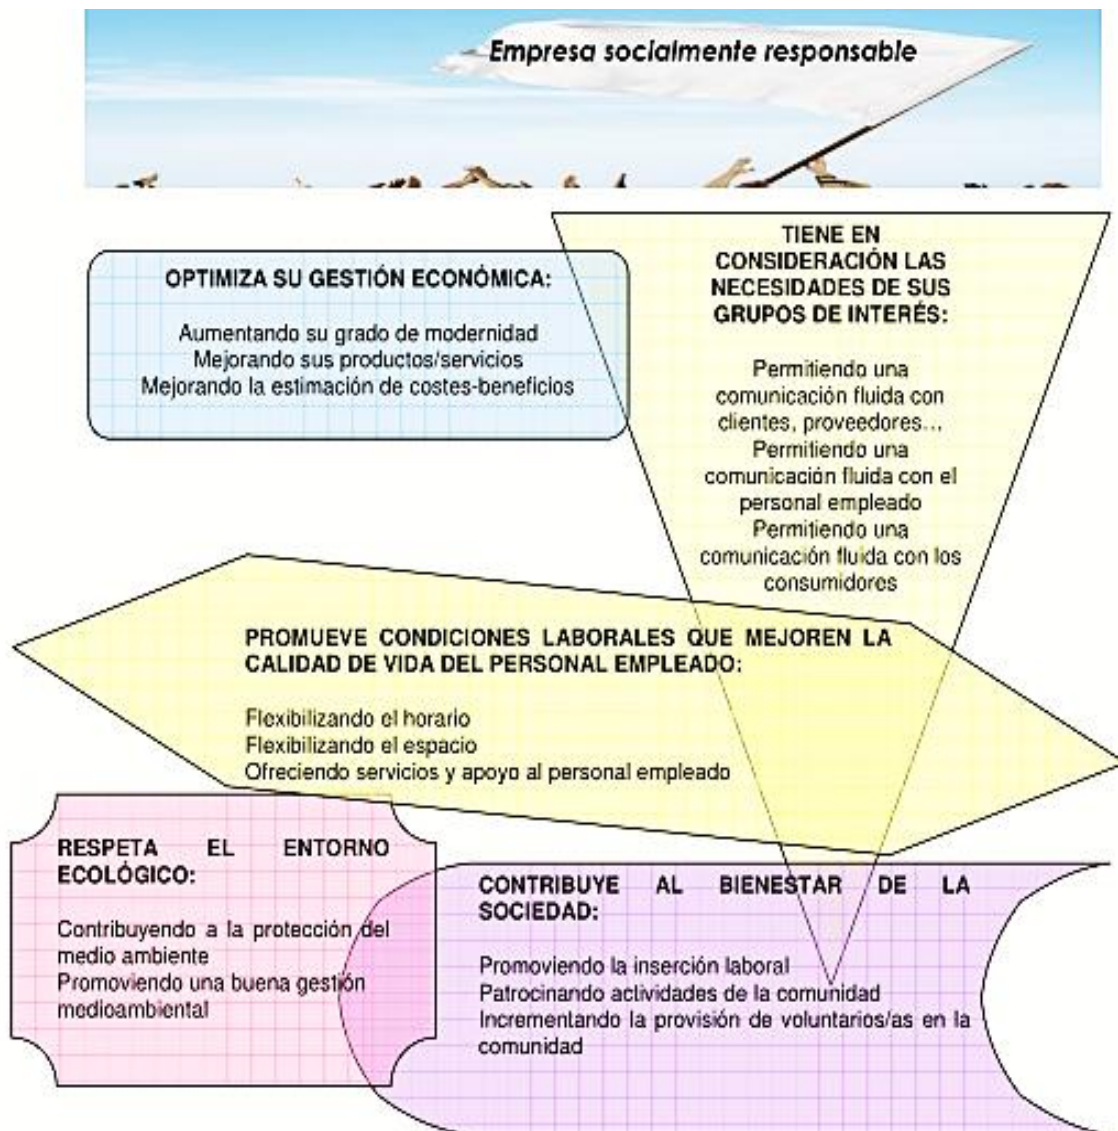 Empresa socialmente responsable
OPTIMIZA SU GESTIÓN ECONÓMICA:
Aumentando su grado de modernidad
Mejorando sus productos/servicios
Mejorando la estimación de costes-beneficios
TIENE EN
CONSIDERACIÓN LAS
NECESIDADES DE SUS
GRUPOS DE INTERÉS:
Permitiendo una
comunicación fluida con
clientes, proveedores...
Permitiendo una
comunicación fluida con el
personal empleado
Permitiendo una
comunicación fluida con los
consumidores
PROMUEVE CONDICIONES LABORALES QUE MEJOREN LA
CALIDAD DE VIDA DEL PERSONAL EMPLEADO:
Flexibilizando el horario
Flexibilizando el espacio
Ofreciendo servicios y apoyo al personal empleado
RESPETA EL ENTORNO
ECOLÓGICO:
Contribuyendo a la protección del
medio ambiente
Promoviendo una buena gestión
medioambiental
CONTRIBUYE AL BIENESTAR DE LA
SOCIEDAD:
Promoviendo la inserción laboral
Patrocinando actividades de la comunidad
Incrementando la provisión de voluntarios/as en la
comunidad